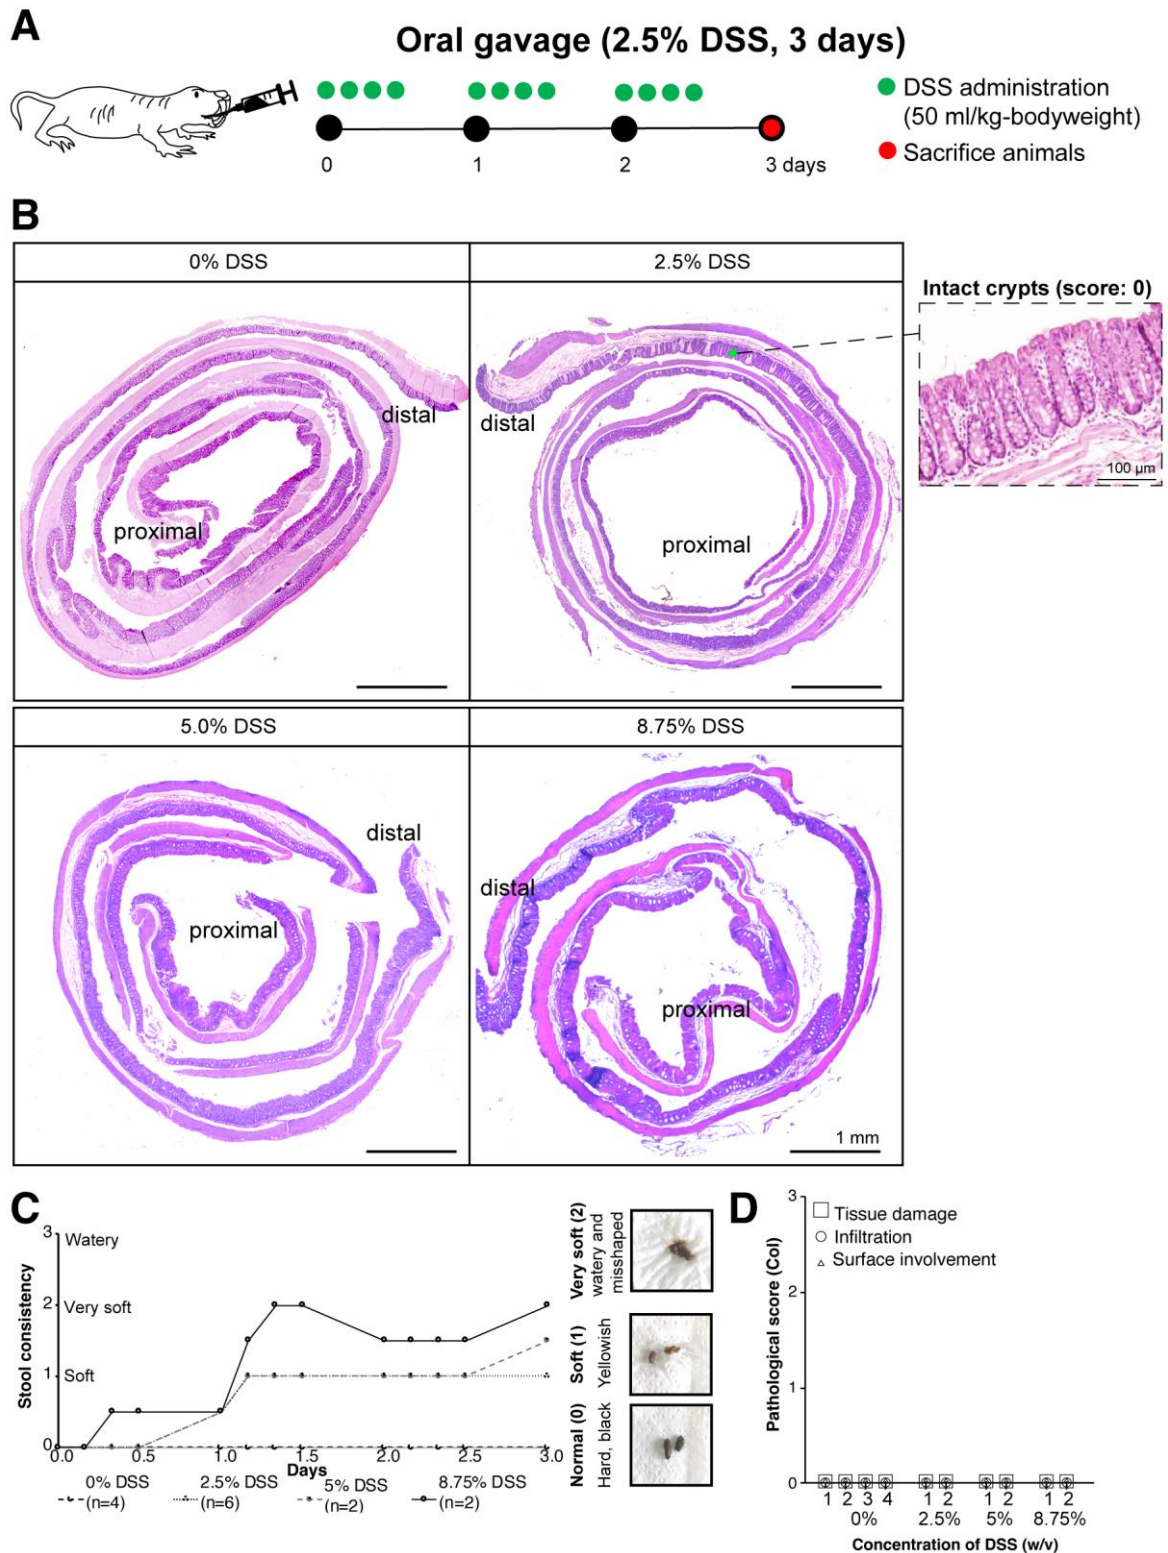 A
Oral gavage (2.5% DSS, 3 days)
0
1
2
3 days
DSS administration
(50 ml/kg-bodyweight)
Sacrifice animals
B
0% DSS
2.5% DSS
distal
proximal
distal
proximal
Intact crypts (score: 0)
100 µm
5.0% DSS
8.75% DSS
distal
proximal
distal
proximal
1 mm
C
Stool consistency
3
2
1
0
Watery
Very soft
Soft
0.0 0.5 1.0 1.5 2.0 2.5 3.0
Days
0% DSS
(n=4)
2.5% DSS
(n=6)
5% DSS
(n=2)
8.75% DSS
(n=2)
Very soft (2)
watery and
misshaped
Soft (1)
Yellowish
Normal (0)
Hard, black
D
Pathological score (Col)
3
2
1
0
Tissue damage
Infiltration
Surface involvement
1 2 3 4 1 2 1 2 1 2
0% 2.5% 5% 8.75%
Concentration of DSS (w/v)